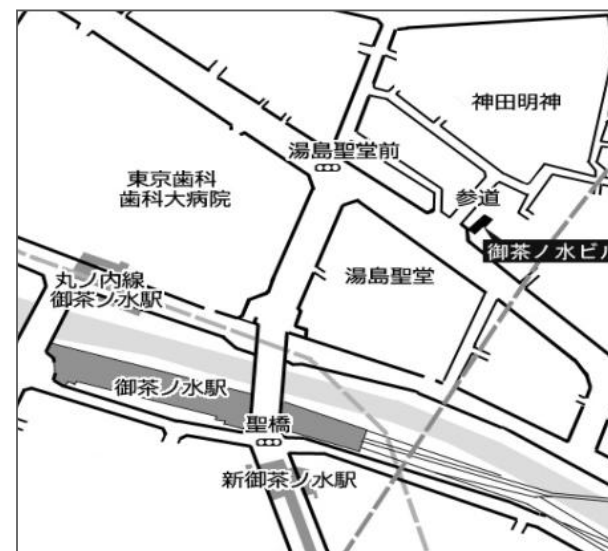 神田明神
湯島聖堂前
東京歯科
歯科大病院
参道
御茶ノ水ビル
湯島聖堂
丸ノ内線
御茶ノ水駅
御茶ノ水駅
聖橋
新御茶ノ水駅